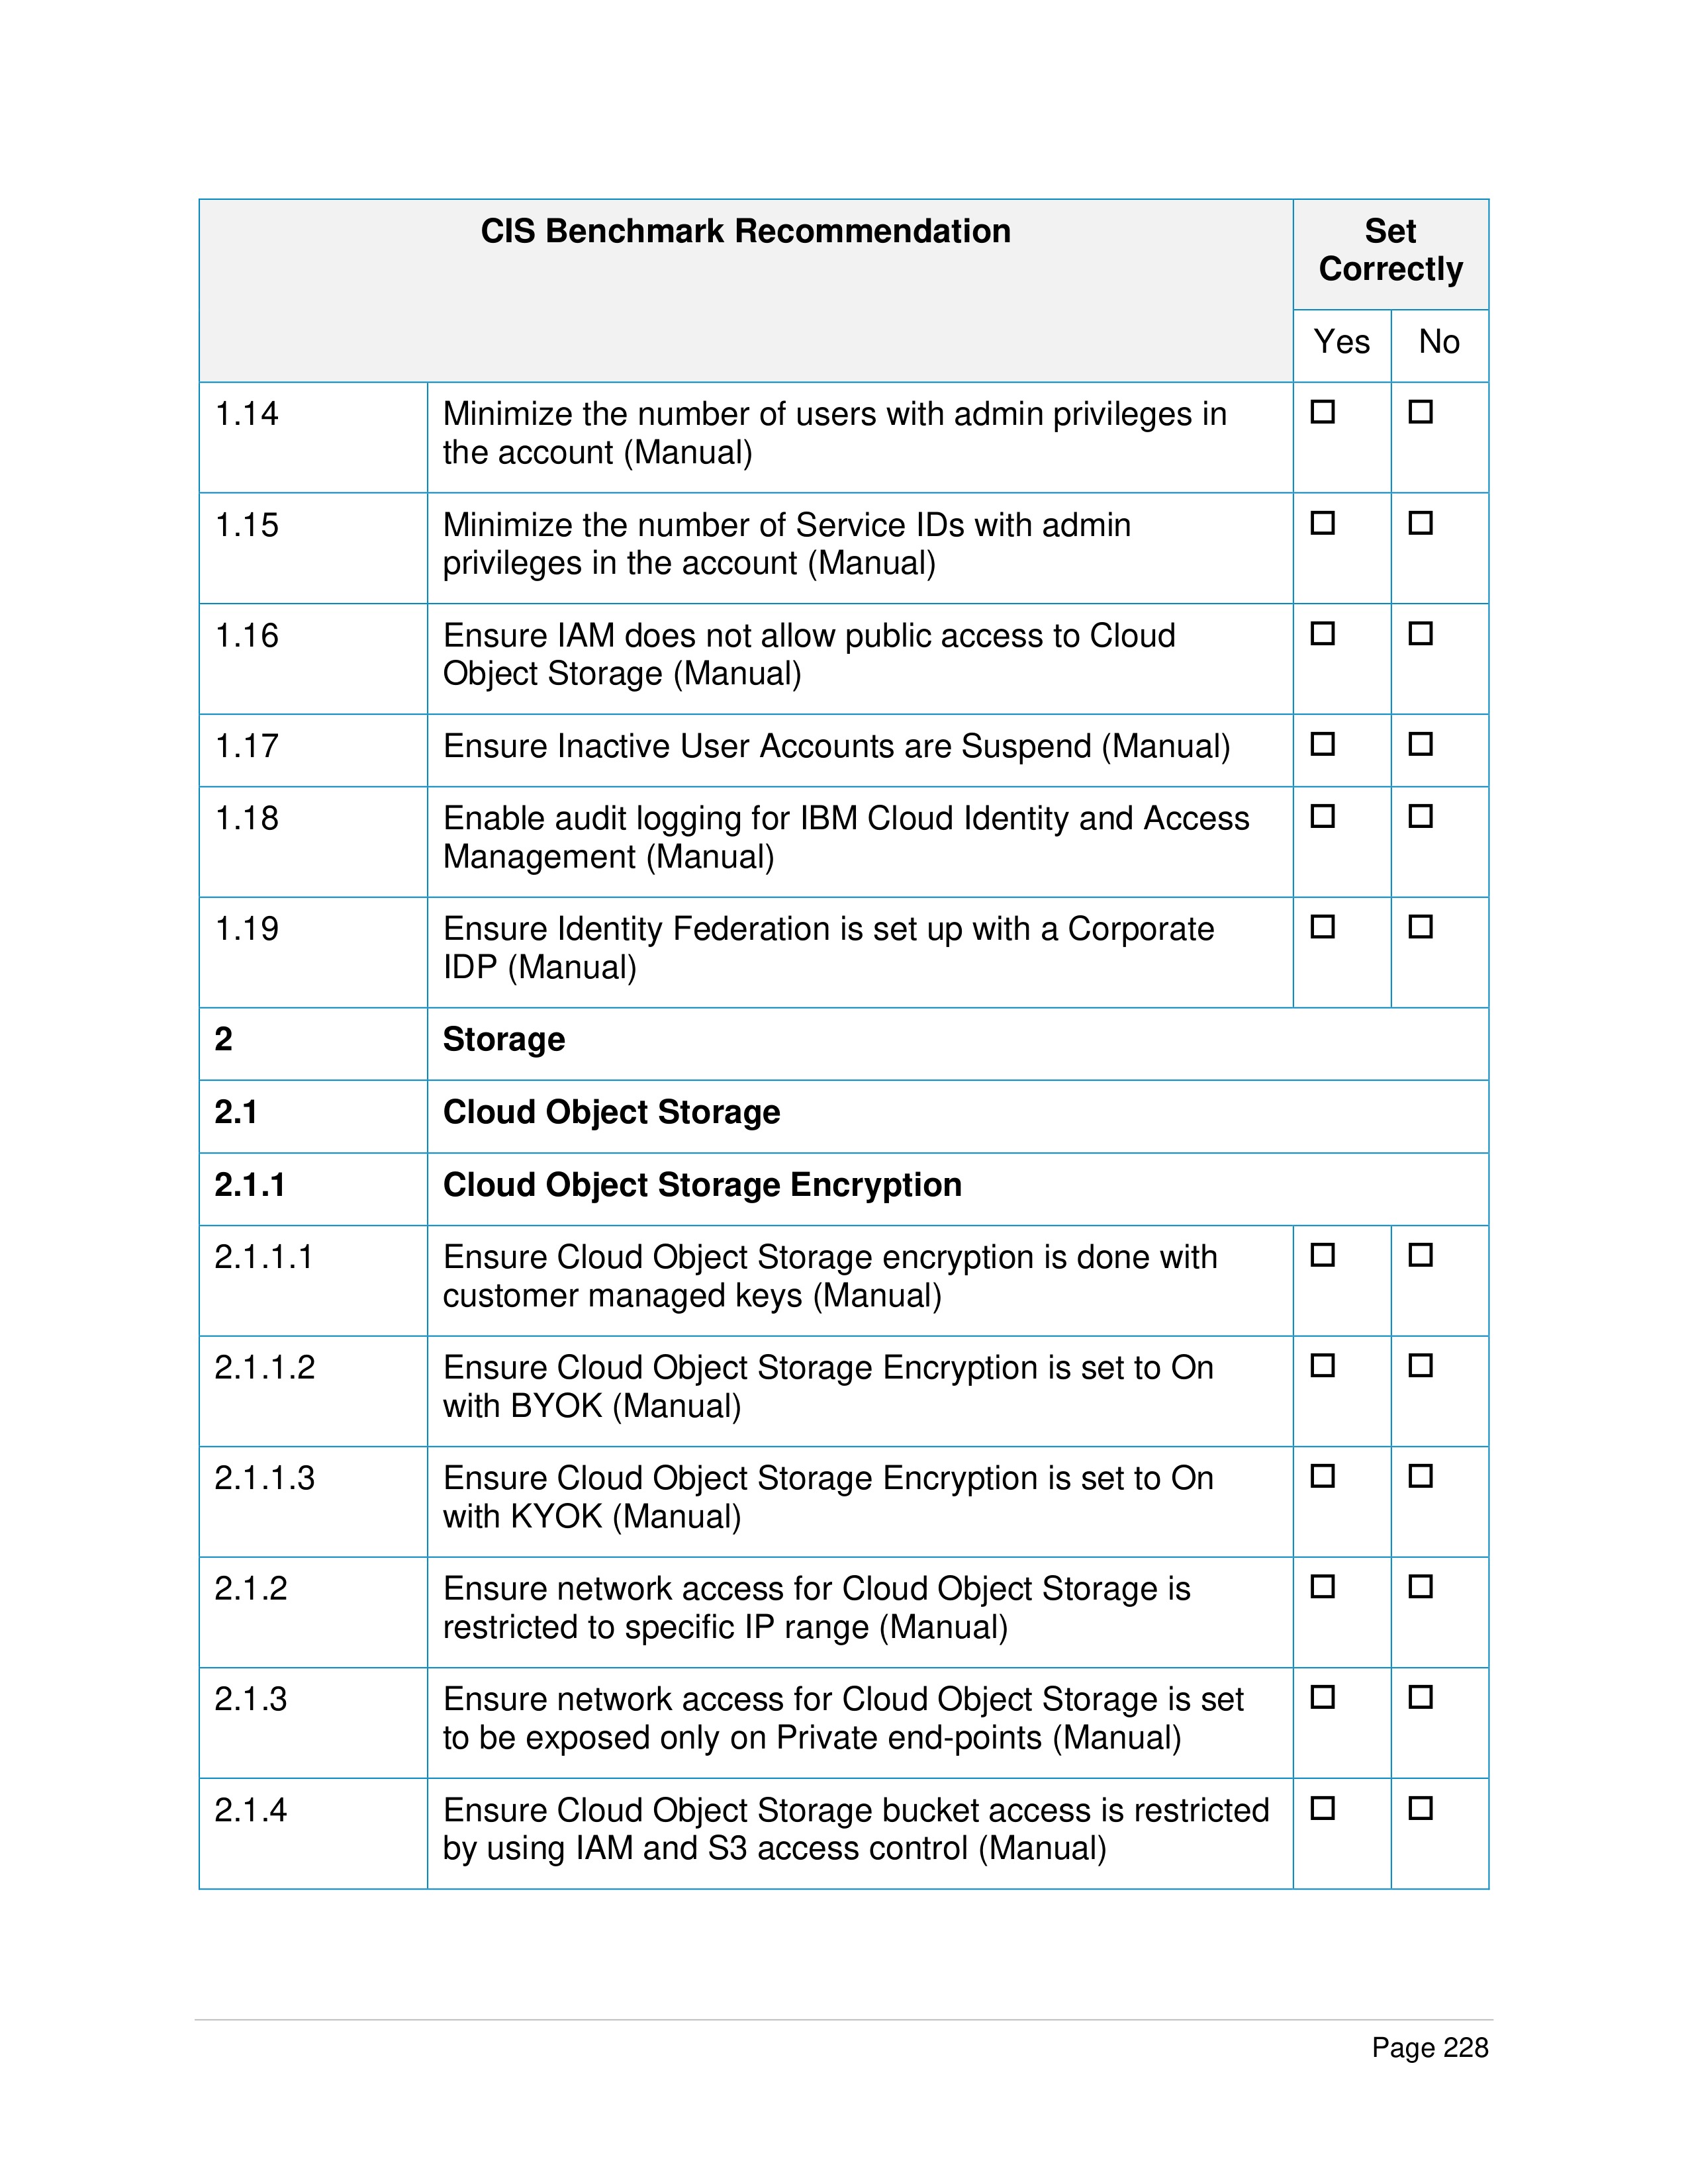 CIS Benchmark Recommendation
Set
Correctly
Yes No
1.14 Minimize the number of users with admin privileges in
the account (Manual)
1.15 Minimize the number of Service IDs with admin
privileges in the account (Manual)
1.16 Ensure IAM does not allow public access to Cloud
Object Storage (Manual)
1.17 Ensure Inactive User Accounts are Suspend (Manual)
1.18 Enable audit logging for IBM Cloud Identity and Access
Management (Manual)
1.19 Ensure Identity Federation is set up with a Corporate
IDP (Manual)
2 Storage
2.1 Cloud Object Storage
2.1.1 Cloud Object Storage Encryption
2.1.1.1 Ensure Cloud Object Storage encryption is done with
customer managed keys (Manual)
2.1.1.2 Ensure Cloud Object Storage Encryption is set to On
with BYOK (Manual)
2.1.1.3 Ensure Cloud Object Storage Encryption is set to On
with KYOK (Manual)
2.1.2 Ensure network access for Cloud Object Storage is
restricted to specific IP range (Manual)
2.1.3 Ensure network access for Cloud Object Storage is set
to be exposed only on Private end-points (Manual)
2.1.4 Ensure Cloud Object Storage bucket access is restricted
by using IAM and S3 access control (Manual)
Page 228